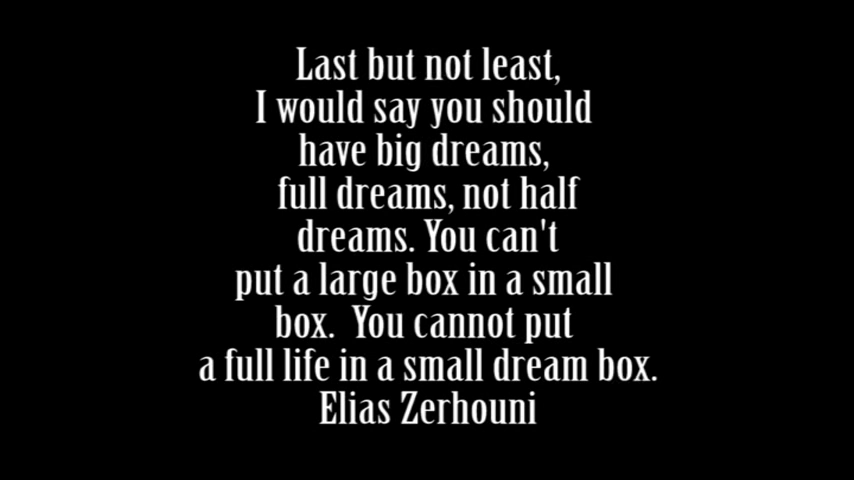 Last but not least,
I would say you should
have big dreams,
full dreams, not half
dreams. You can't
put a large box in a small
box.  You cannot put
a full life in a small dream box.
Elias Zerhouni